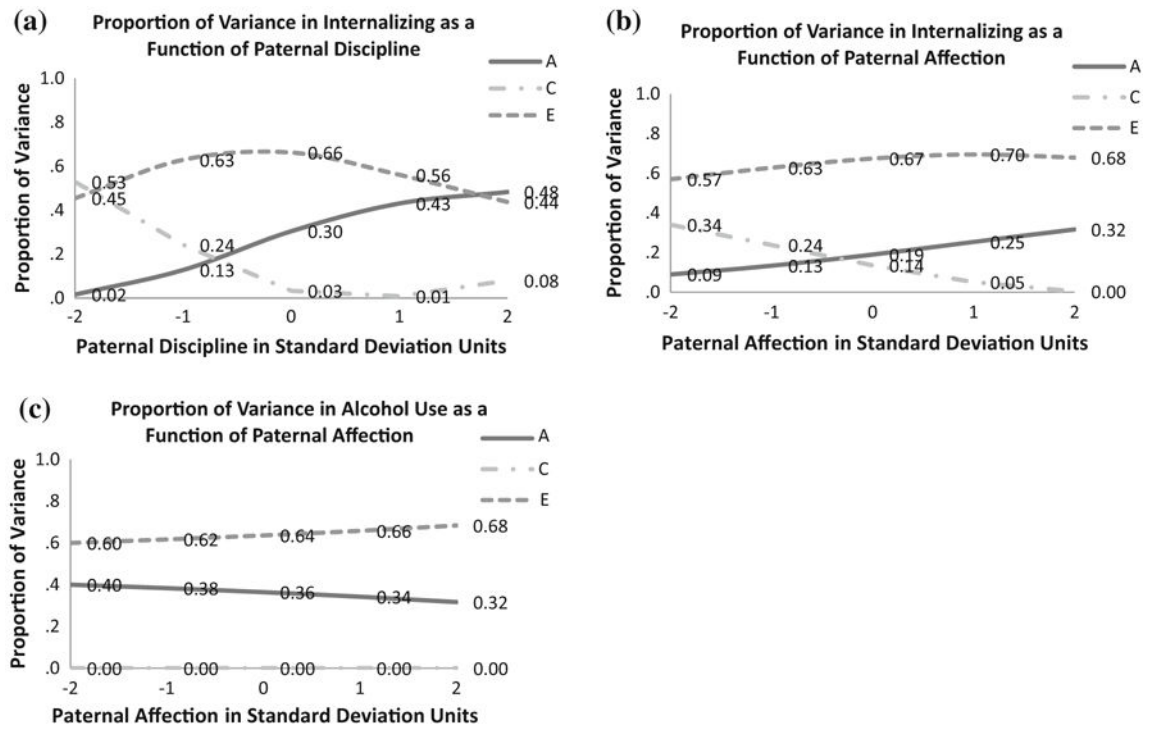 (a)
Proportion of Variance in Internalizing as a
Function of Paternal Discipline
A
C
E
Proportion of Variance
1.0
.8
.6
.4
.2
.0
0.53
0.45
0.63
0.66
0.56
0.48
0.44
0.24
0.13
0.30
0.43
0.02
0.03
0.01
0.08
-2 -1 0 1 2
Paternal Discipline in Standard Deviation Units
(b)
Proportion of Variance in Internalizing as a
Function of Paternal Affection
A
C
E
Proportion of Variance
1.0
.8
.6
.4
.2
.0
0.57 0.63 0.67 0.70 0.68
0.34 0.24 0.19 0.25 0.32
0.09 0.13 0.14 0.05 0.00
-2 -1 0 1 2
Paternal Affection in Standard Deviation Units
(c)
Proportion of Variance in Alcohol Use as a
Function of Paternal Affection
A
C
E
Proportion of Variance
1.0
.8
.6
.4
.2
.0
0.60 0.62 0.64 0.66 0.68
0.40 0.38 0.36 0.34 0.32
0.00 0.00 0.00 0.00 0.00
-2 -1 0 1 2
Paternal Affection in Standard Deviation Units